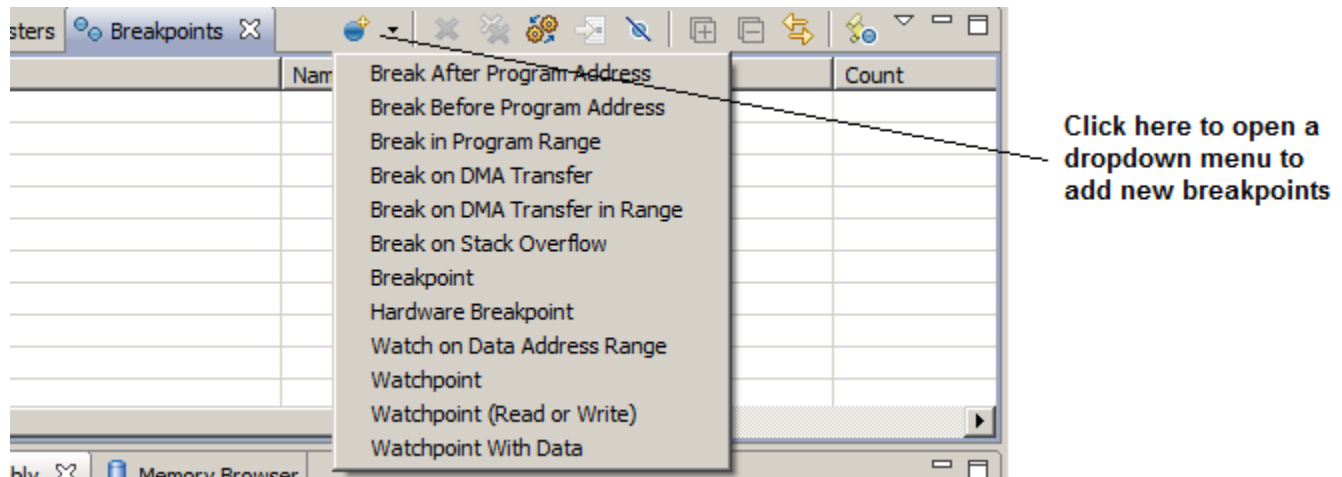 sters Breakpoints
Nam Count
Break After Program Address
Break Before Program Address
Break in Program Range
Break on DMA Transfer
Break on DMA Transfer in Range
Break on Stack Overflow
Breakpoint
Hardware Breakpoint
Watch on Data Address Range
Watchpoint
Watchpoint (Read or Write)
Watchpoint With Data
Click here to open a
dropdown menu to
add new breakpoints
bly Memory Browser